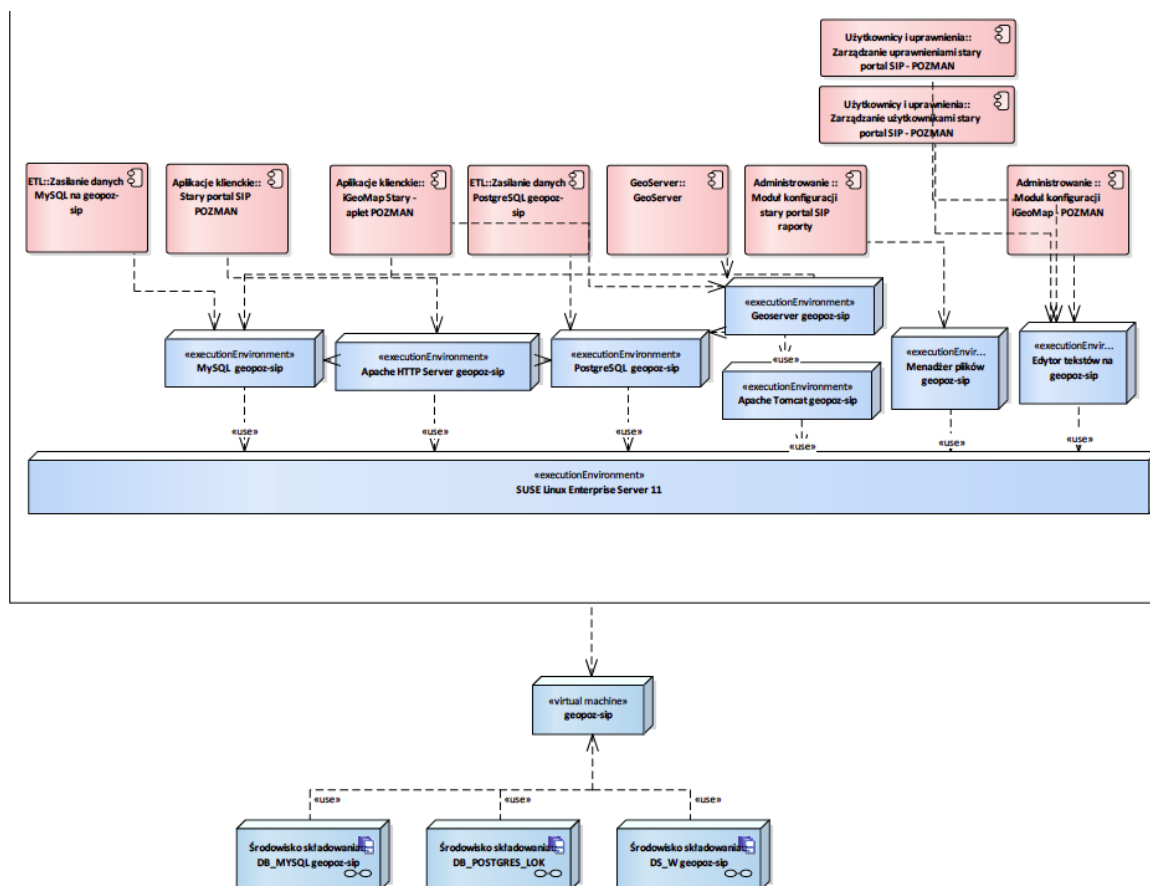 Użytkownicy i uprawnienia::
Zarządzanie uprawnieniami stary
portal SIP - POZMAN
Użytkownicy i uprawnienia::
Zarządzanie użytkownikami stary
portal SIP - POZMAN
ETL::Zasilanie danych
MySQL na geopoz-
sip
Aplikacje klienckie::
Stary portal SIP
POZMAN
Aplikacje klienckie::
iGeoMap Stary -
aplet POZMAN
ETL::Zasilanie danych
PostgreSQL geopoz-
sip
GeoServer::
GeoServer
Administrowanie ::
Moduł konfiguracji
stary portal SIP
raporty
Administrowanie ::
Moduł konfiguracji
iGeoMap - POZMAN
«executionEnvironment»
Geoserver geopoz-sip
«executionEnvironment»
MySQL geopoz-sip
«executionEnvironment»
Apache HTTP Server geopoz-sip
«executionEnvironment»
PostgreSQL geopoz-sip
«use»
«executionEnvironment»
Apache Tomcat geopoz-sip
«executionEnvir...
Menadżer plików
geopoz-sip
«executionEnvir...
Edytor tekstów na
geopoz-sip
«use»
«use»
«use»
«use»
«use»
«use»
«executionEnvironment»
SUSE Linux Enterprise Server 11
«virtual machine»
geopoz-sip
«use»
«use»
«use»
Środowisko składowania::
DB_MYSQL geopoz-sip
Środowisko składowania::
DB_POSTGRES_LOK
Środowisko składowania::
DS_W geopoz-sip